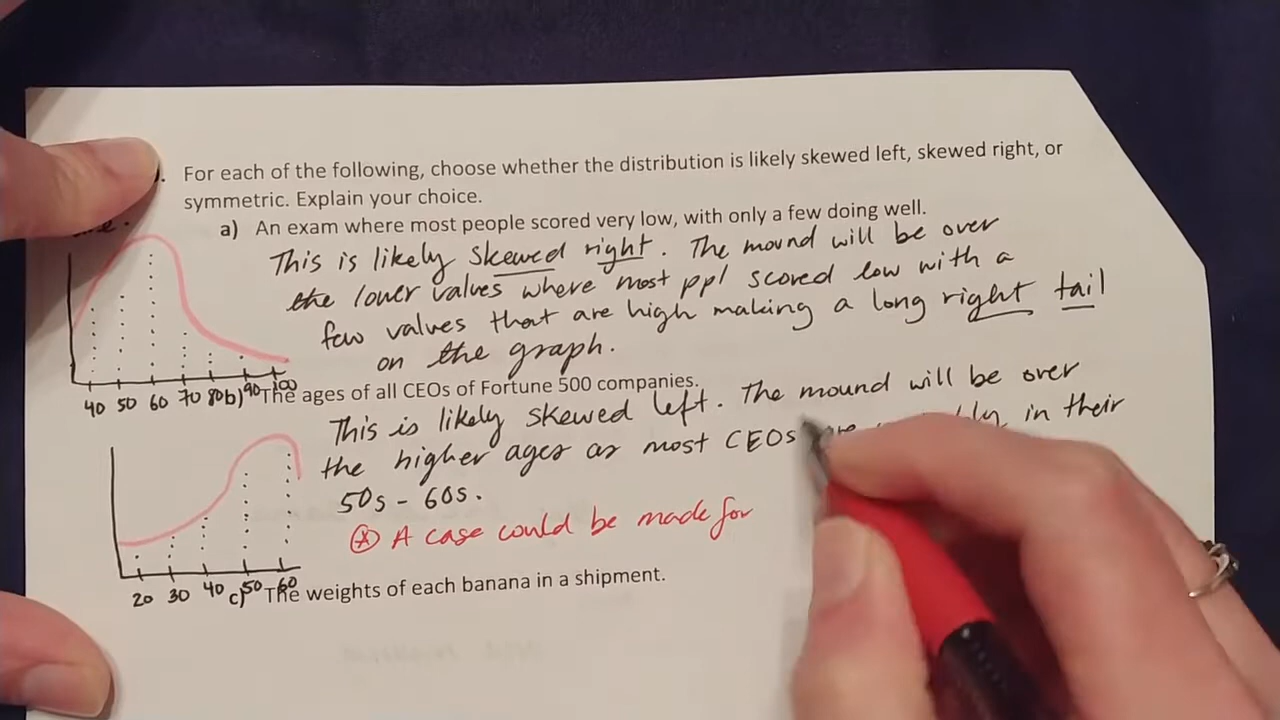 For each of the following, choose whether the distribution is likely skewed left, skewed right, or
symmetric. Explain your choice.
a) An exam where most people scored very low, with only a few doing well.
This is likely skewed right. The mound will be over
the lower values where most ppl scored low with a
few values that are high making a long right tail
on the graph.
40 50 60 70 80 90 100
b) The ages of all CEOs of Fortune 500 companies.
This is likely skewed left. The mound will be over
the higher ages as most CEOs in their
50s - 60s.
* A case could be made for
20 30 40 50 60
c) The weights of each banana in a shipment.